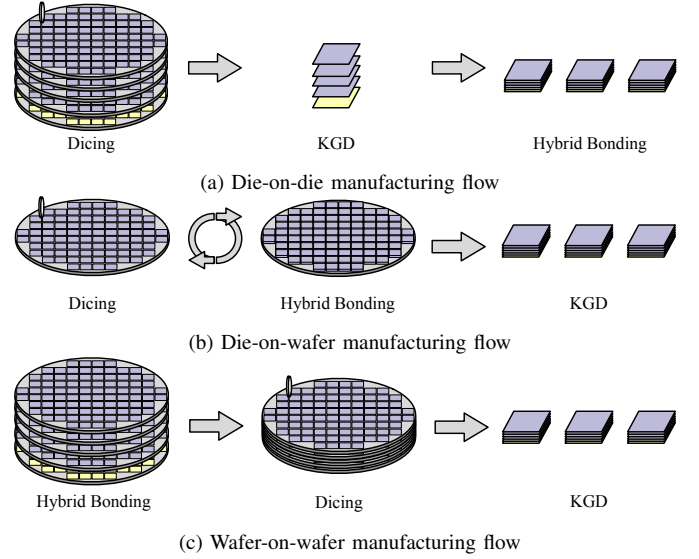 Dicing KGD Hybrid Bonding
(a) Die-on-die manufacturing flow
Dicing Hybrid Bonding KGD
(b) Die-on-wafer manufacturing flow
Hybrid Bonding Dicing KGD
(c) Wafer-on-wafer manufacturing flow